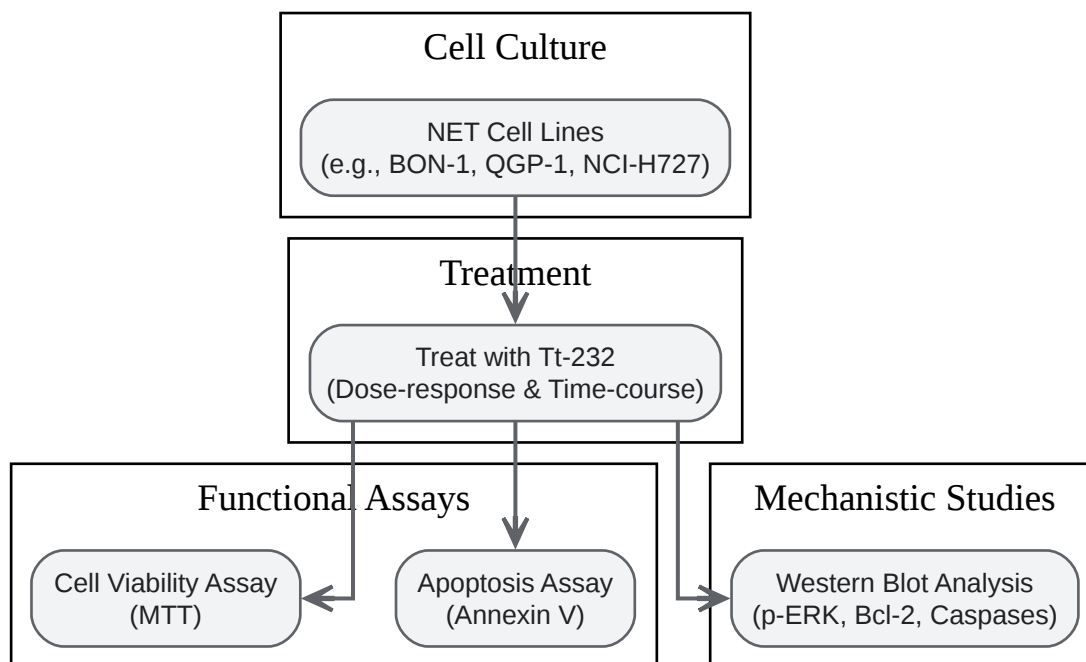 Cell Culture
NET Cell Lines
(e.g., BON-1, QGP-1, NCI-H727)
Treatment
Treat with Tt-232
(Dose-response & Time-course)
Functional Assays
Cell Viability Assay
(MTT)
Apoptosis Assay
(Annexin V)
Mechanistic Studies
Western Blot Analysis
(p-ERK, Bcl-2, Caspases)